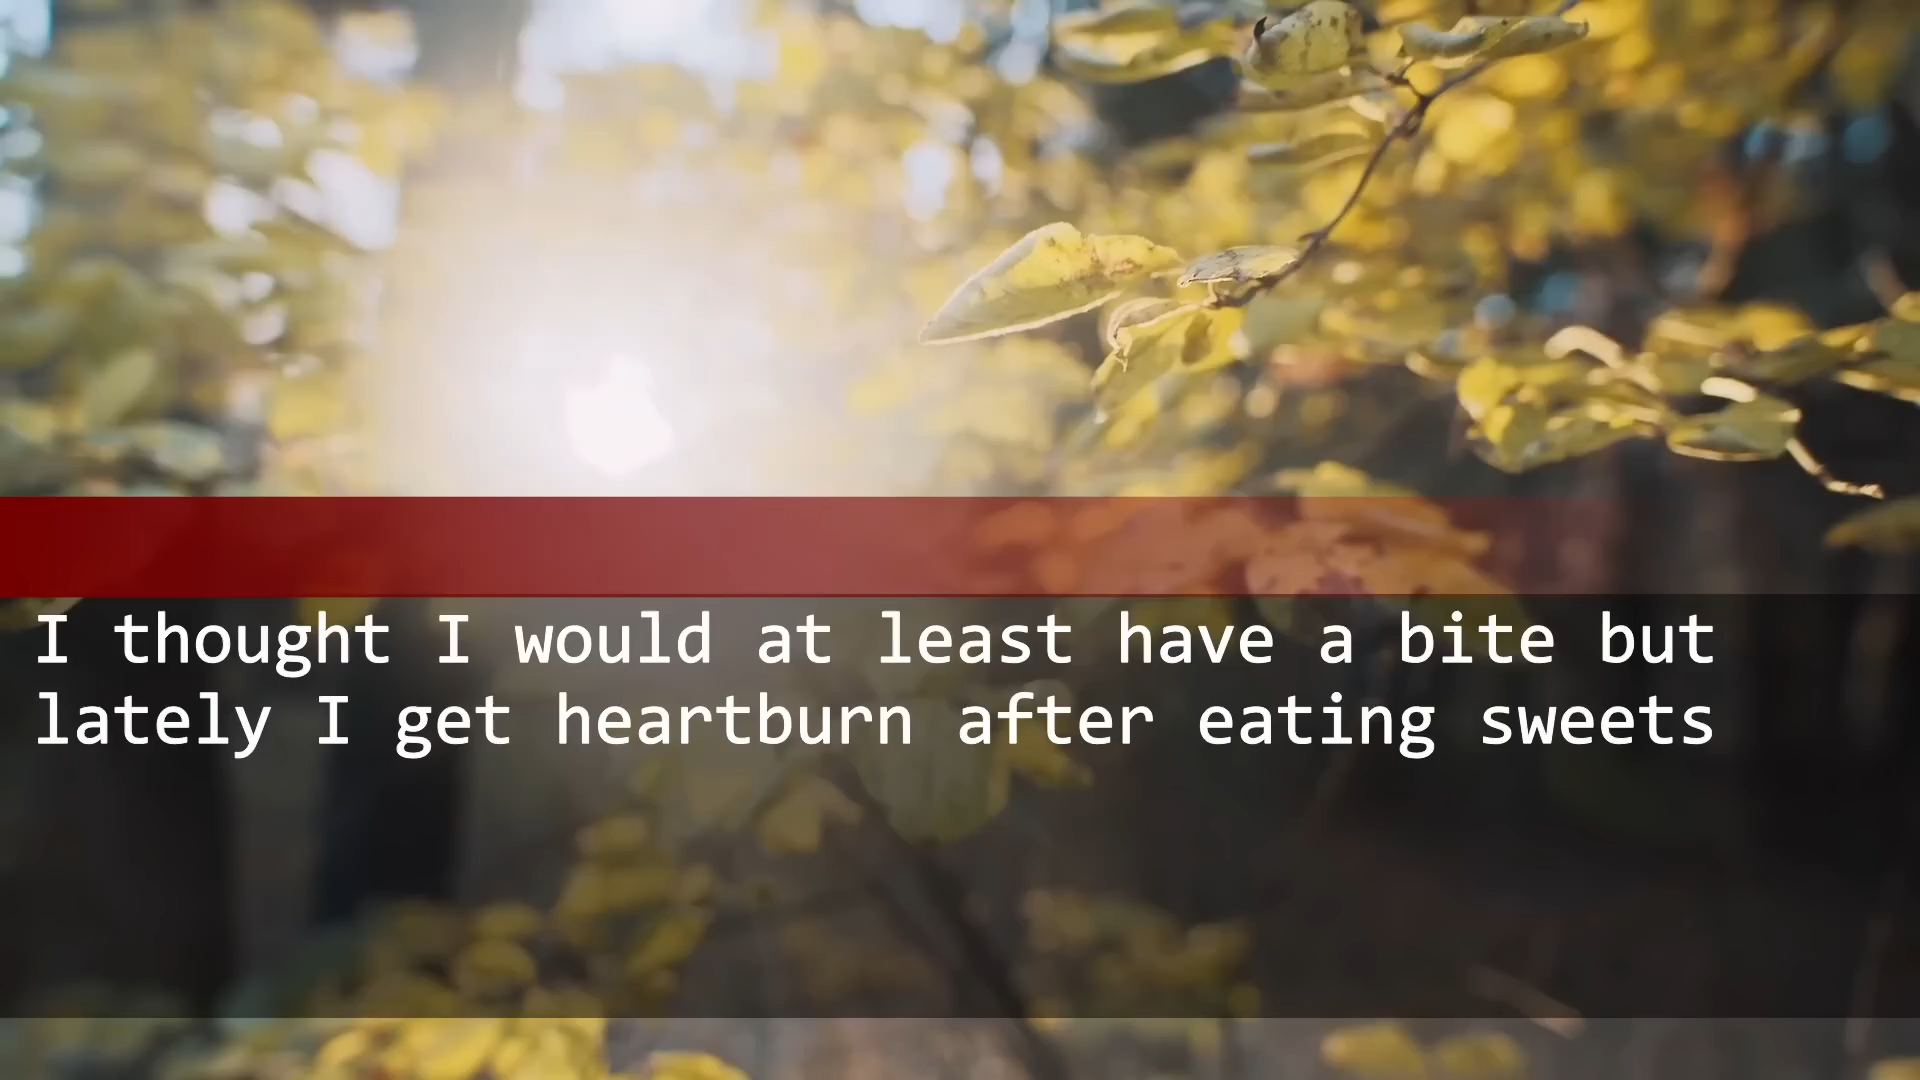 I thought I would at least have a bite but
lately I get heartburn after eating sweets